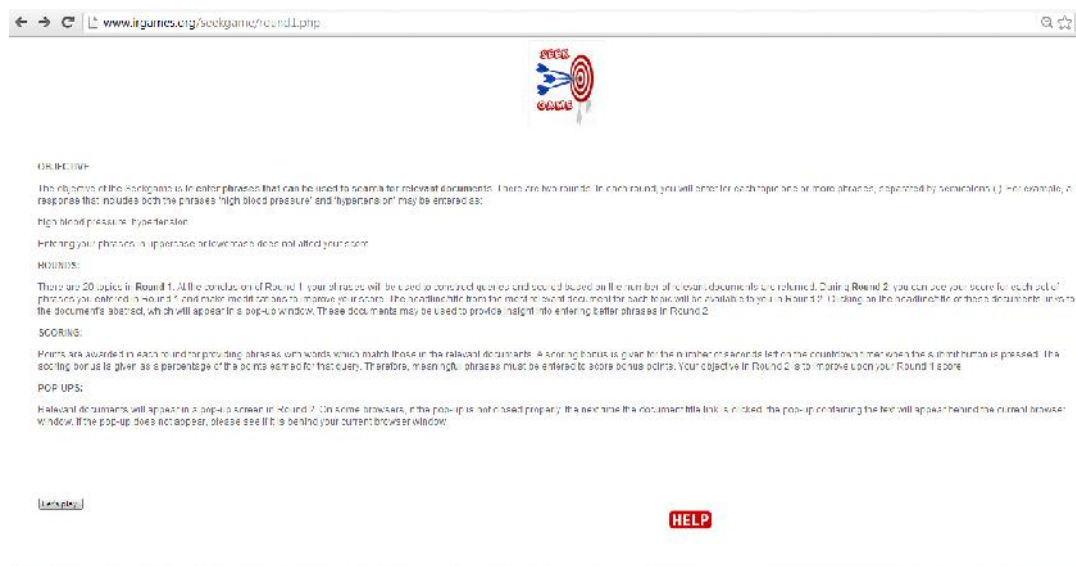 www.irgames.org/seekgame/round1.php
SEEK
GAME
OBJECTIVE
The objective of the Seekgame is to enter phrases that can be used to search for relevant documents. There are two rounds. In each round, you will enter for each topic one or more phrases, separated by semicolons (;). For example, a
response that includes both the phrases 'high blood pressure' and 'hypertension' may be entered as:
high blood pressure; hypertension
Entering your phrases in uppercase or lowercase does not affect your score.
ROUNDS:
There are 20 topics in Round 1. At the conclusion of Round 1, your phrases will be used to construct queries and scored based on the number of relevant documents are returned. During Round 2, you can see your score for each set of
phrases you entered in Round 1 and make modifications to improve your score. The headline/title from the most relevant document for each topic will be available to you in Round 2. Clicking on the headline/title of these documents links to
the document's abstract, which will appear in a pop-up window. These documents may be used to provide insight into entering better phrases in Round 2.
SCORING:
Points are awarded in each round for providing phrases with words which match those in the relevant documents. A scoring bonus is given for the number of seconds left on the countdown timer when the submit button is pressed. The
scoring bonus is given as a percentage of the points earned for that query. Therefore, meaningful phrases must be entered to score bonus points. Your objective in Round 2 is to improve upon your Round 1 score.
POP UPS:
Relevant documents will appear in a pop-up screen in Round 2. On some browsers, if the pop-up is not closed properly, the next time the document title link is clicked, the pop-up containing the text will appear behind the current browser
window. If the pop-up does not appear, please see if it is behind your current browser window.
Let's play
HELP